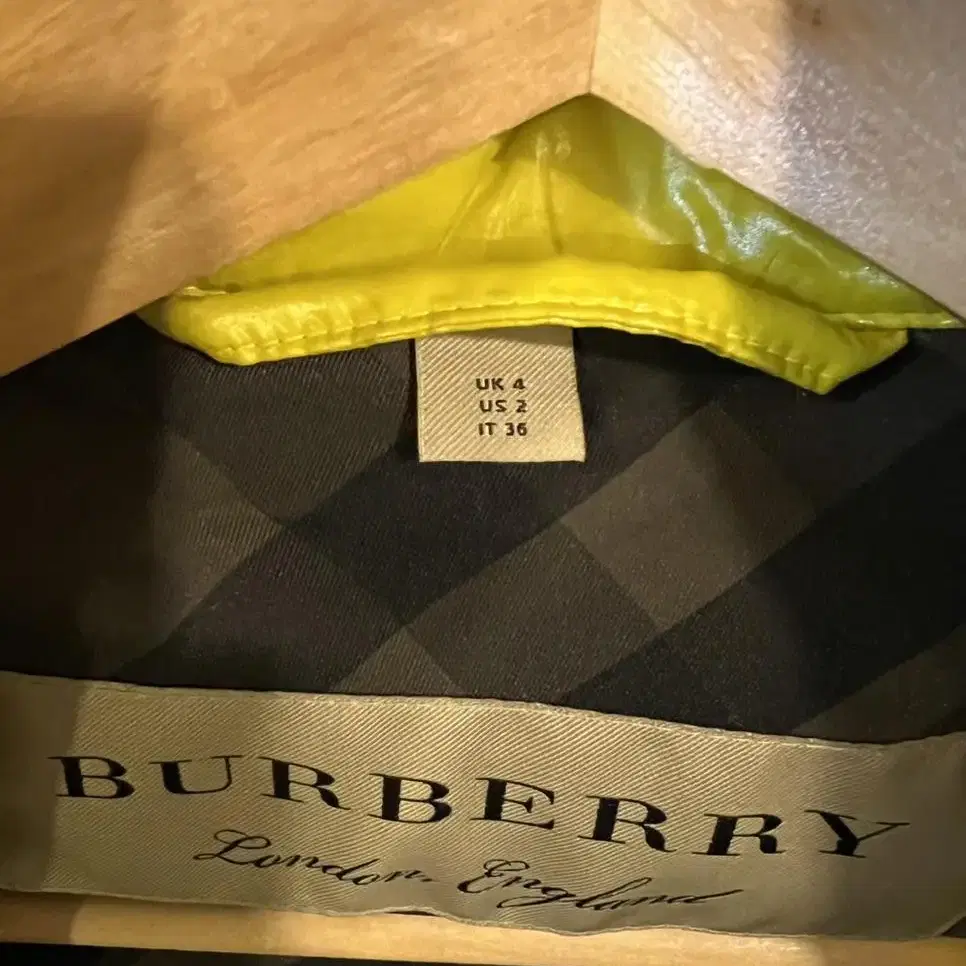 UK 4
US 2
IT 36
BURBERRY
London. England